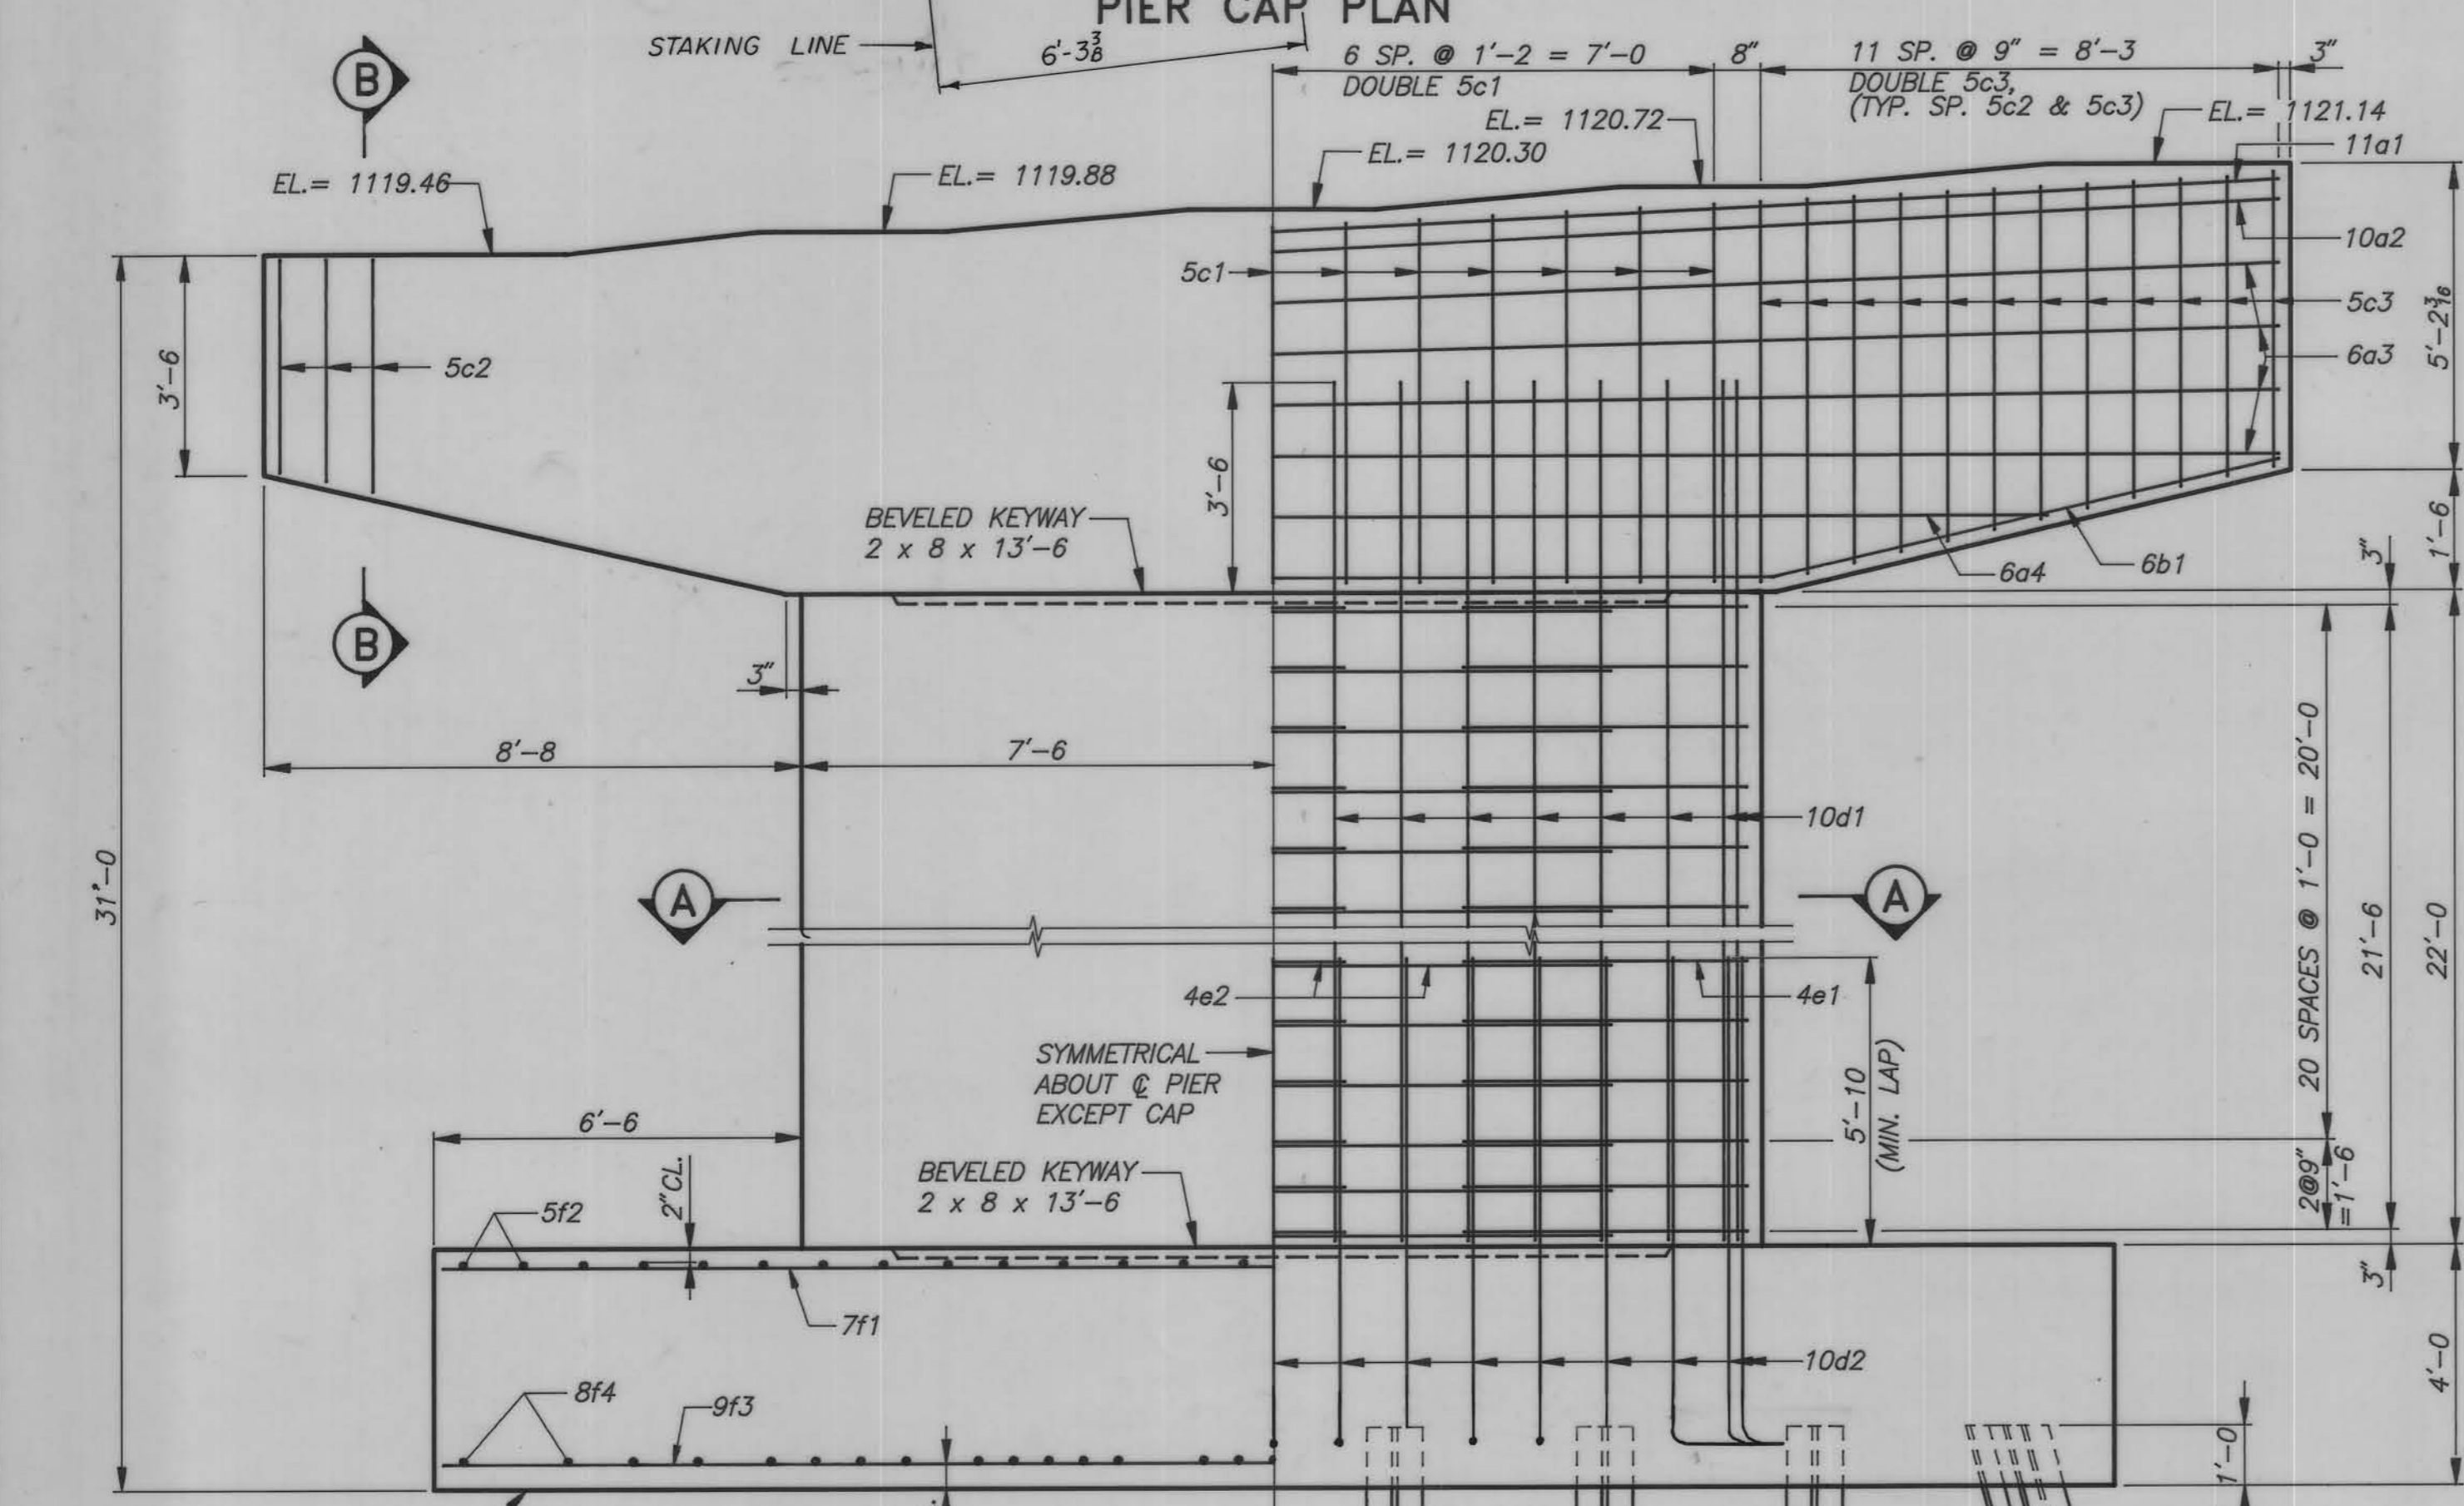 PIER CAP PLAN
STAKING LINE
6'-3 3/8
6 SP. @ 1'-2 = 7'-0
DOUBLE 5c1
8"
11 SP. @ 9" = 8'-3
DOUBLE 5c3,
(TYP. SP. 5c2 & 5c3)
3"
B
EL.= 1119.46
EL.= 1119.88
EL.= 1120.30
EL.= 1120.72
EL.= 1121.14
11a1
10a2
5c1
5c3
5'-2 3/16
6a3
3'-6
5c2
3'-6
BEVELED KEYWAY
2 x 8 x 13'-6
6a4
6b1
3"
1'-6
B
3"
8'-8
7'-6
10d1
20 SPACES @ 1'-0 = 20'-0
21'-6
22'-0
31'-0
A
A
4e2
4e1
SYMMETRICAL
ABOUT ℄ PIER
EXCEPT CAP
5'-10
(MIN. LAP)
6'-6
2" CL.
BEVELED KEYWAY
2 x 8 x 13'-6
2@9"
=1'-6
5f2
7f1
3"
10d2
4'-0
8f4
9f3
1'-0